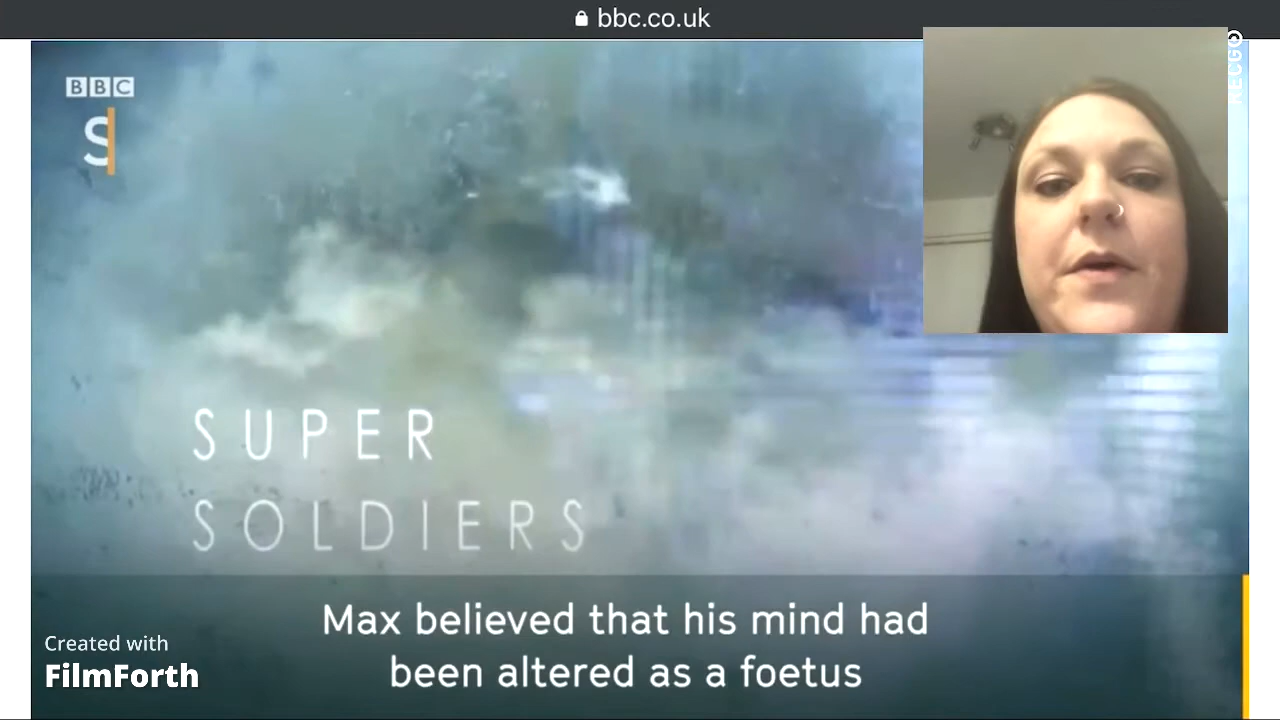 bbc.co.uk
BBC
S
RECGO
SUPER
SOLDIERS
Max believed that his mind had
been altered as a foetus
Created with
FilmForth